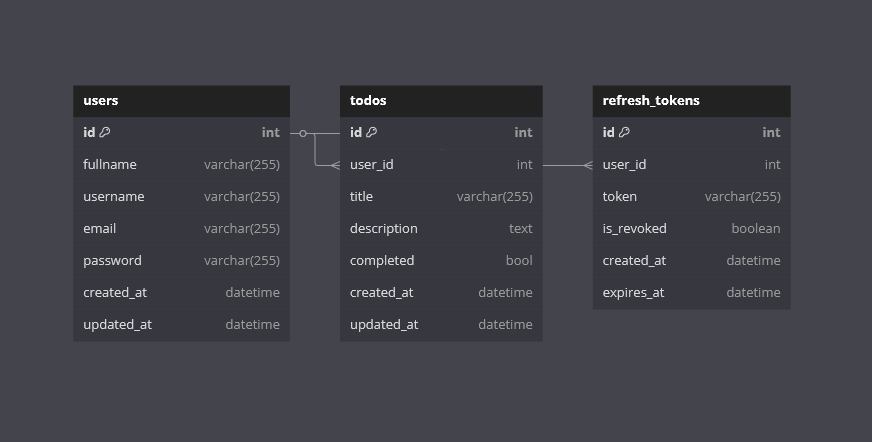 users
id int
fullname varchar(255)
username varchar(255)
email varchar(255)
password varchar(255)
created_at datetime
updated_at datetime
todos
id int
user_id int
title varchar(255)
description text
completed bool
created_at datetime
updated_at datetime
refresh_tokens
id int
user_id int
token varchar(255)
is_revoked boolean
created_at datetime
expires_at datetime